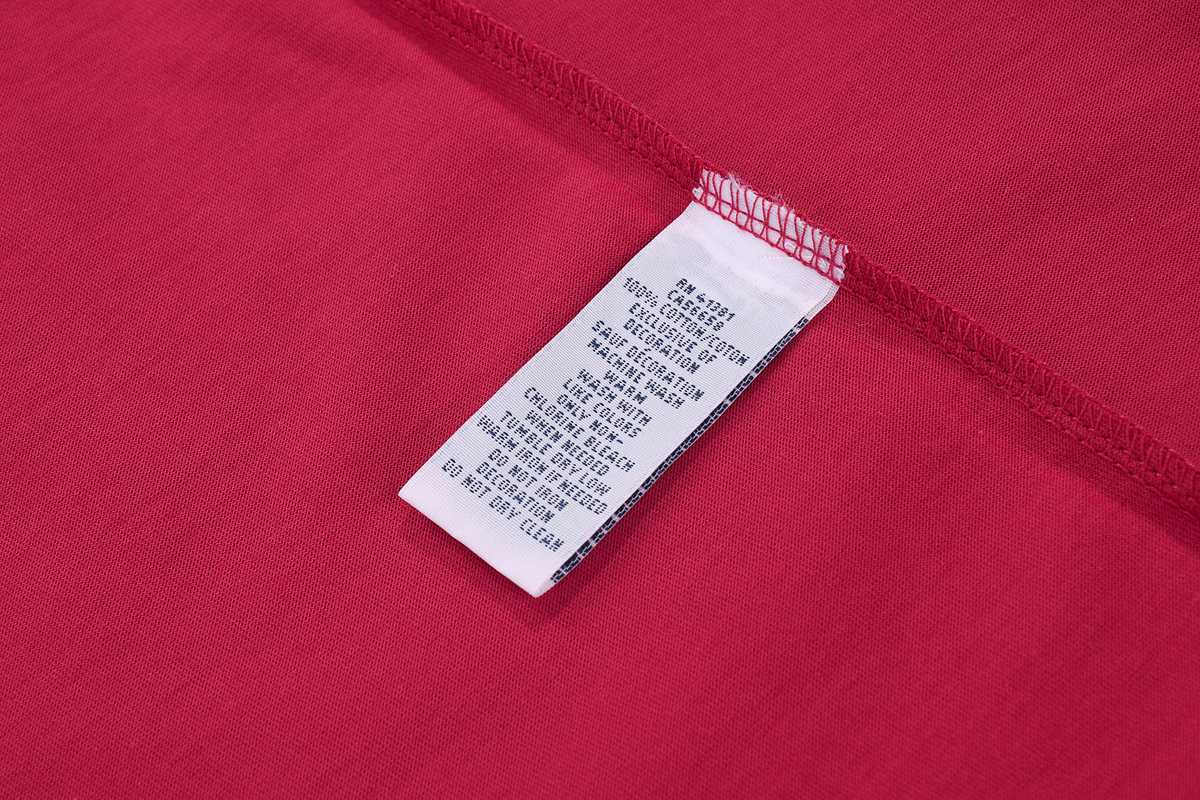 RN 41381
CA56658
100% COTTON/COTON
EXCLUSIVE OF
DECORATION
SAUF DECORATION
MACHINE WASH
WARM
WASH WITH
LIKE COLORS
ONLY NON-
CHLORINE BLEACH
WHEN NEEDED
TUMBLE DRY LOW
WARM IRON IF NEEDED
DO NOT IRON
DECORATION
DO NOT DRY CLEAN